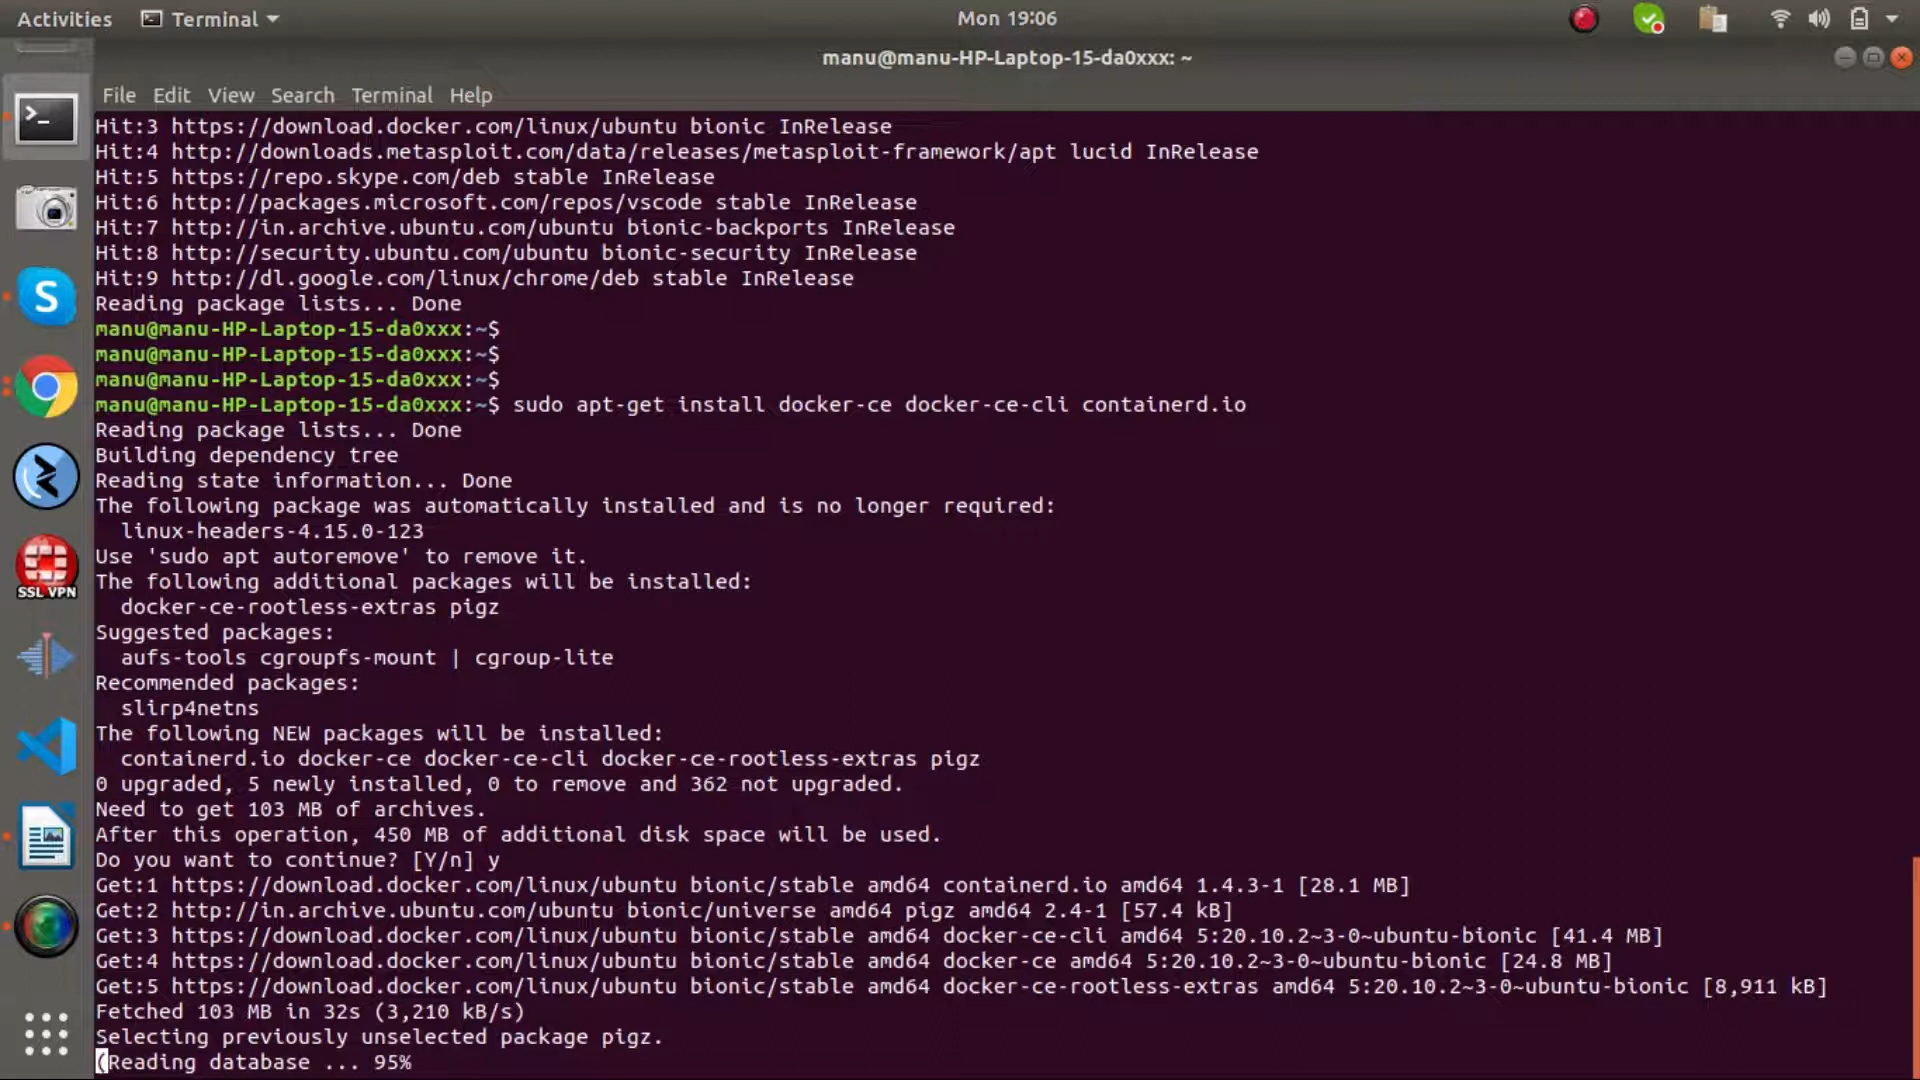 Activities Terminal Mon 19:06
manu@manu-HP-Laptop-15-da0xxx: ~
File Edit View Search Terminal Help
Hit:3 https://download.docker.com/linux/ubuntu bionic InRelease
Hit:4 http://downloads.metasploit.com/data/releases/metasploit-framework/apt lucid InRelease
Hit:5 https://repo.skype.com/deb stable InRelease
Hit:6 http://packages.microsoft.com/repos/vscode stable InRelease
Hit:7 http://in.archive.ubuntu.com/ubuntu bionic-backports InRelease
Hit:8 http://security.ubuntu.com/ubuntu bionic-security InRelease
Hit:9 http://dl.google.com/linux/chrome/deb stable InRelease
Reading package lists... Done
manu@manu-HP-Laptop-15-da0xxx:~$
manu@manu-HP-Laptop-15-da0xxx:~$
manu@manu-HP-Laptop-15-da0xxx:~$
manu@manu-HP-Laptop-15-da0xxx:~$ sudo apt-get install docker-ce docker-ce-cli containerd.io
Reading package lists... Done
Building dependency tree
Reading state information... Done
The following package was automatically installed and is no longer required:
linux-headers-4.15.0-123
Use 'sudo apt autoremove' to remove it.
The following additional packages will be installed:
docker-ce-rootless-extras pigz
Suggested packages:
aufs-tools cgroupfs-mount | cgroup-lite
Recommended packages:
slirp4netns
The following NEW packages will be installed:
containerd.io docker-ce docker-ce-cli docker-ce-rootless-extras pigz
0 upgraded, 5 newly installed, 0 to remove and 362 not upgraded.
Need to get 103 MB of archives.
After this operation, 450 MB of additional disk space will be used.
Do you want to continue? [Y/n] y
Get:1 https://download.docker.com/linux/ubuntu bionic/stable amd64 containerd.io amd64 1.4.3-1 [28.1 MB]
Get:2 http://in.archive.ubuntu.com/ubuntu bionic/universe amd64 pigz amd64 2.4-1 [57.4 kB]
Get:3 https://download.docker.com/linux/ubuntu bionic/stable amd64 docker-ce-cli amd64 5:20.10.2~3-0~ubuntu-bionic [41.4 MB]
Get:4 https://download.docker.com/linux/ubuntu bionic/stable amd64 docker-ce amd64 5:20.10.2~3-0~ubuntu-bionic [24.8 MB]
Get:5 https://download.docker.com/linux/ubuntu bionic/stable amd64 docker-ce-rootless-extras amd64 5:20.10.2~3-0~ubuntu-bionic [8,911 kB]
Fetched 103 MB in 32s (3,210 kB/s)
Selecting previously unselected package pigz.
(Reading database ... 95%
S
SSL VPN